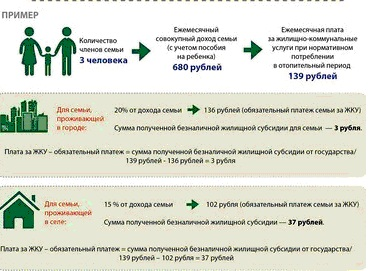 ПРИМЕР
Количество
членов семьи
3 человека
Ежемесячный
совокупный доход семьи
(с учетом пособия
на ребенка)
680 рублей
Ежемесячная плата
за жилищно-коммунальные
услуги при нормативном
потреблении
в отопительный период
139 рублей
Для семьи,
проживающей
в городе:
20% от дохода семьи
136 рублей (обязательный платеж семьи за ЖКУ)
Сумма полученной безналичной жилищной субсидии для семьи — 3 рубля.
Плата за ЖКУ – обязательный платеж = сумма полученной безналичной жилищной субсидии от государства/
139 рублей - 136 рублей = 3 рубля
Для семьи,
проживающей
в селе:
15 % от дохода семьи
102 рубля (обязательный платеж семьи за ЖКУ)
Сумма полученной безналичной жилищной субсидии — 37 рублей.
Плата за ЖКУ – обязательный платеж = сумма полученной безналичной жилищной субсидии от государства/
139 рублей – 102 рубля = 37 рублей